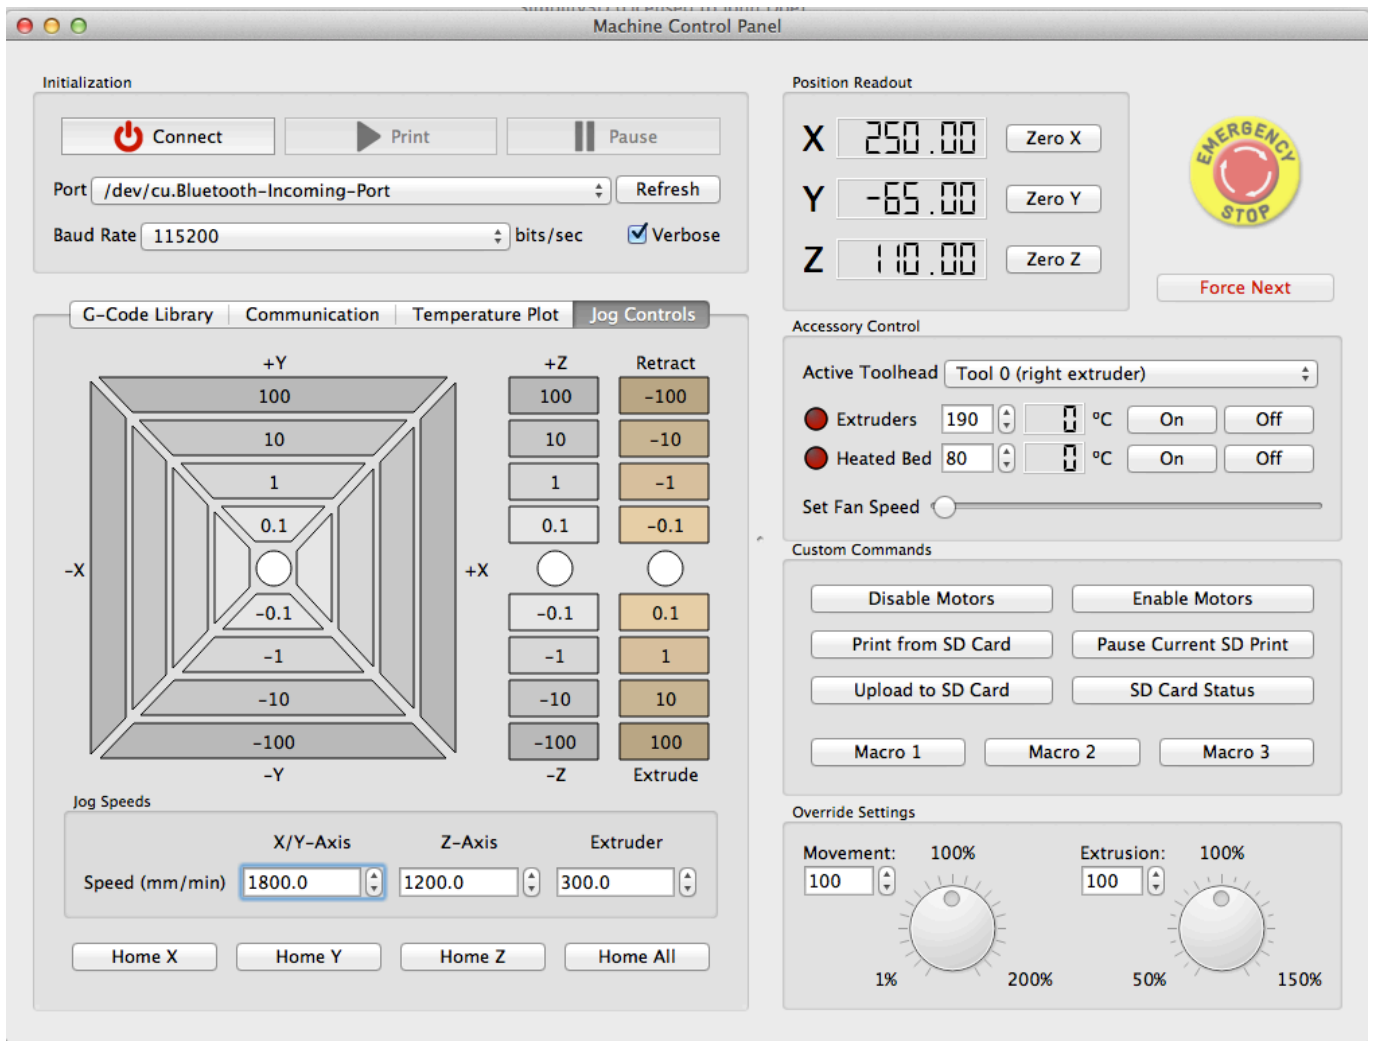 Machine Control Panel
Initialization
Connect
Print
Pause
Port /dev/cu.Bluetooth-Incoming-Port Refresh
Baud Rate 115200 bits/sec Verbose
G-Code Library Communication Temperature Plot Jog Controls
+Y +Z Retract
100 100 -100
10 10 -10
1 1 -1
0.1 0.1 -0.1
-X +X
-0.1 -0.1 0.1
-1 -1 1
-10 -10 10
-100 -100 100
-Y -Z Extrude
Jog Speeds
X/Y-Axis Z-Axis Extruder
Speed (mm/min) 1800.0 1200.0 300.0
Home X Home Y Home Z Home All
Position Readout
X 250.00 Zero X
Y -65.00 Zero Y
Z 110.00 Zero Z
EMERGENCY
STOP
Force Next
Accessory Control
Active Toolhead Tool 0 (right extruder)
Extruders 190 0 ºC On Off
Heated Bed 80 0 ºC On Off
Set Fan Speed
Custom Commands
Disable Motors Enable Motors
Print from SD Card Pause Current SD Print
Upload to SD Card SD Card Status
Macro 1 Macro 2 Macro 3
Override Settings
Movement: 100% Extrusion: 100%
100 100
1% 200% 50% 150%